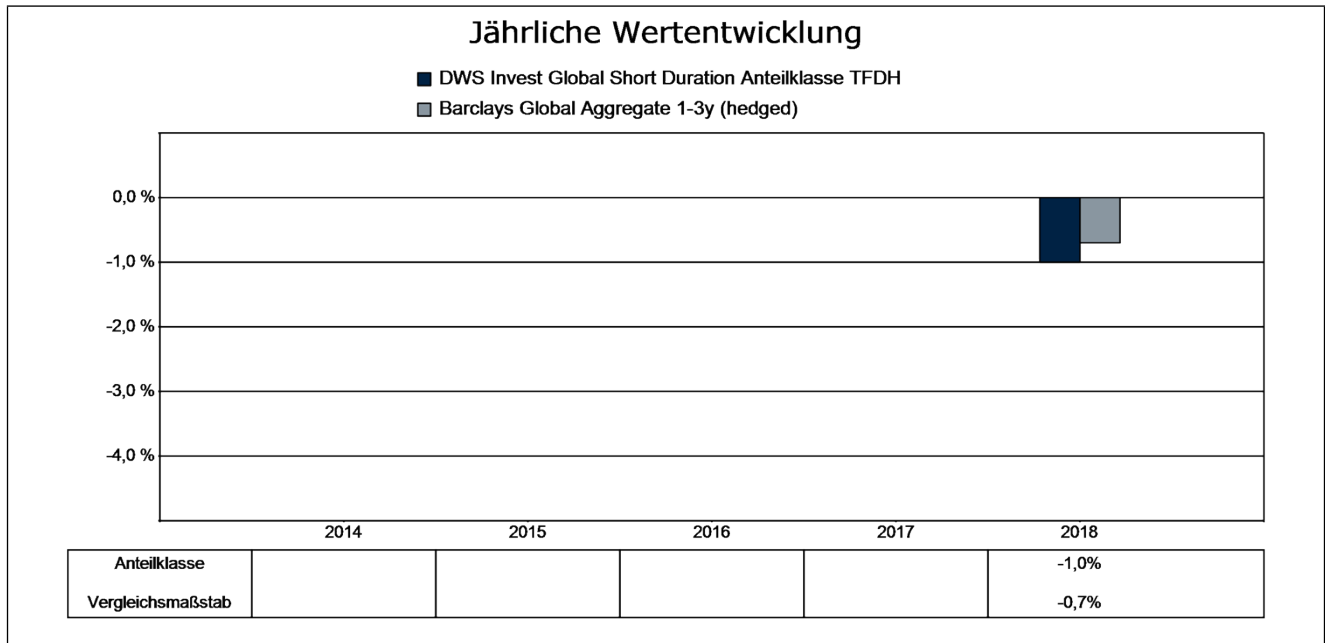 Jährliche Wertentwicklung
DWS Invest Global Short Duration Anteilklasse TFDH
Barclays Global Aggregate 1-3y (hedged)
0,0 %
-1,0 %
-2,0 %
-3,0 %
-4,0 %
2014 2015 2016 2017 2018
Anteilklasse -1,0%
Vergleichsmaßstab -0,7%